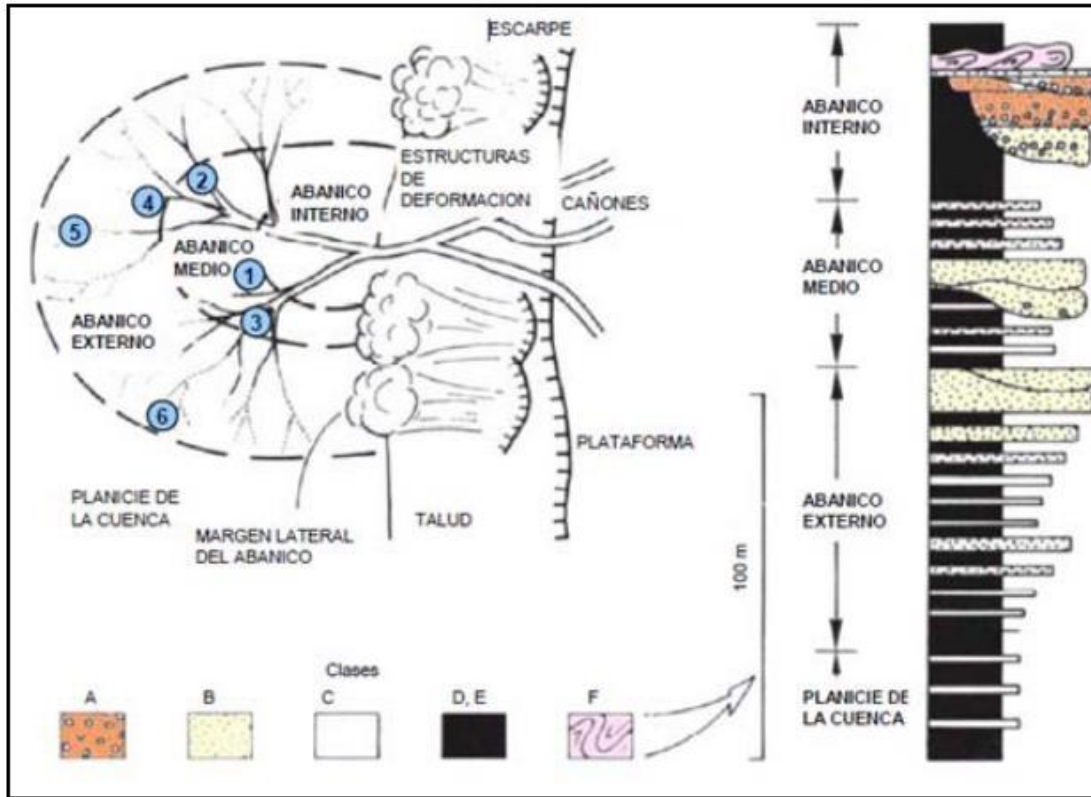 ESCARPE
ESTRUCTURAS
DE
DEFORMACION
CAÑONES
ABANICO
INTERNO
2
4
5
ABANICO
MEDIO
1
3
ABANICO
EXTERNO
6
PLATAFORMA
PLANICIE DE
LA CUENCA
MARGEN LATERAL
DEL ABANICO
TALUD
100 m
ABANICO
INTERNO
ABANICO
MEDIO
ABANICO
EXTERNO
PLANICIE DE
LA CUENCA
Clases
A B C D, E F